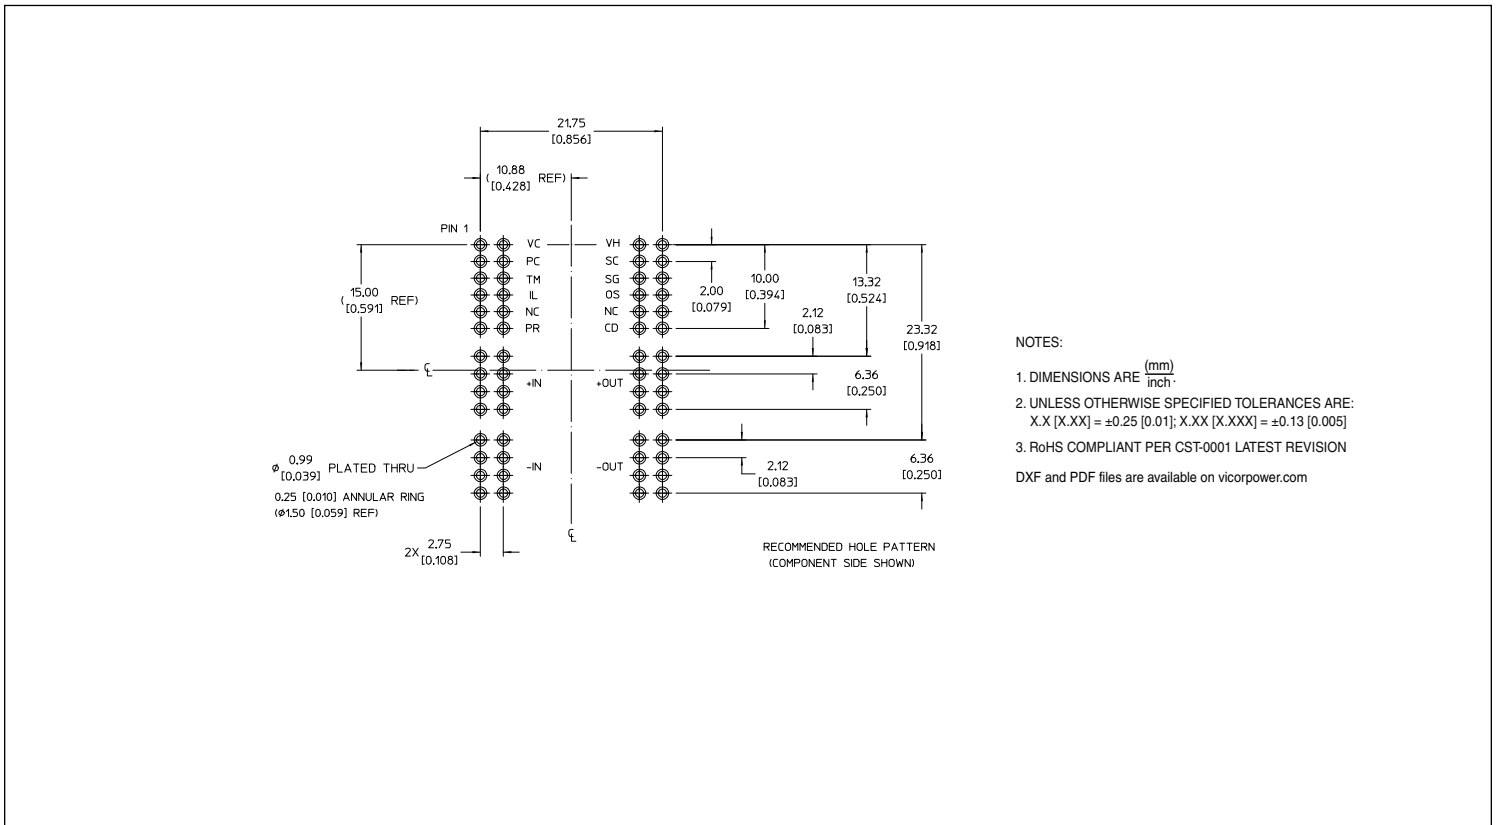 21.75
[0.856]
10.88
( REF)
[0.428]
PIN 1
VC VH
PC SC
TM SG
IL OS
NC NC
PR CD
15.00
( REF)
[0.591]
2.00
[0.079]
10.00
[0.394]
13.32
[0.524]
2.12
[0.083]
23.32
[0.918]
6.36
[0.250]
℄
+IN +OUT
-IN -OUT
ø 0.99 PLATED THRU
[0.039]
0.25 [0.010] ANNULAR RING
(ø1.50 [0.059] REF)
2.12
[0.083]
6.36
[0.250]
2X 2.75
[0.108]
℄
RECOMMENDED HOLE PATTERN
(COMPONENT SIDE SHOWN)
NOTES:
1. DIMENSIONS ARE (mm)
inch.
2. UNLESS OTHERWISE SPECIFIED TOLERANCES ARE:
X.X [X.XX] = ±0.25 [0.01]; X.XX [X.XXX] = ±0.13 [0.005]
3. RoHS COMPLIANT PER CST-0001 LATEST REVISION
DXF and PDF files are available on vicorpower.com